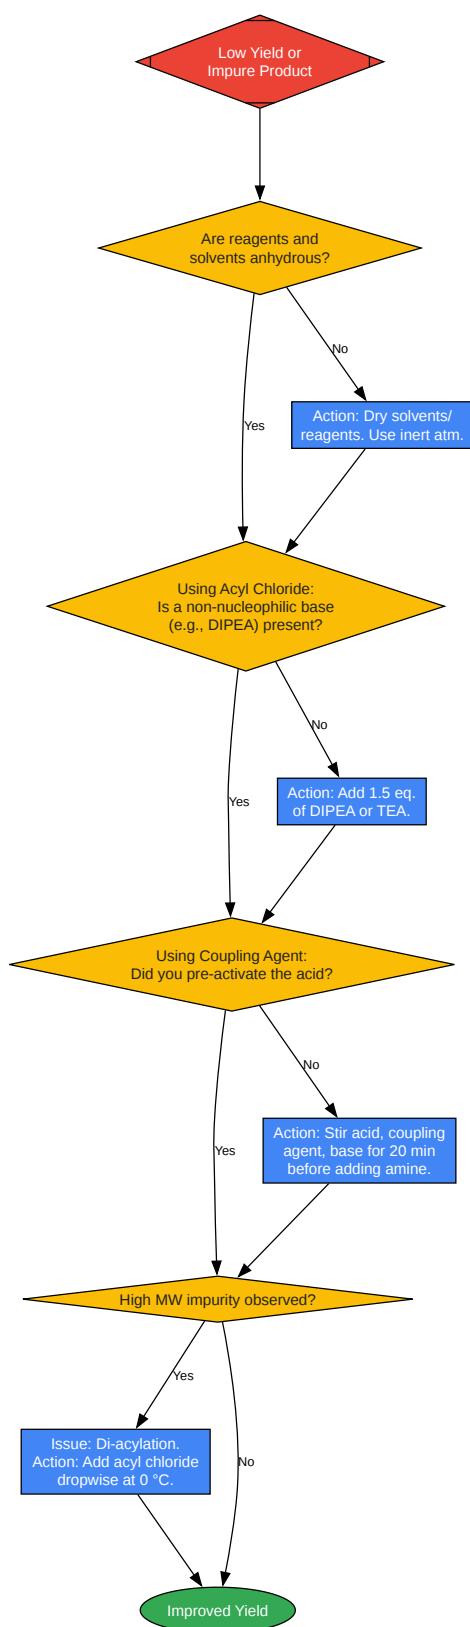 Low Yield or
Impure Product
Are reagents and
solvents anhydrous?
No
Action: Dry solvents/
reagents. Use inert atm.
Yes
Using Acyl Chloride:
Is a non-nucleophilic base
(e.g., DIPEA) present?
No
Action: Add 1.5 eq.
of DIPEA or TEA.
Yes
Using Coupling Agent:
Did you pre-activate the acid?
No
Action: Stir acid, coupling
agent, base for 20 min
before adding amine.
Yes
High MW impurity observed?
Yes
Issue: Di-acylation.
Action: Add acyl chloride
dropwise at 0 °C.
No
Improved Yield